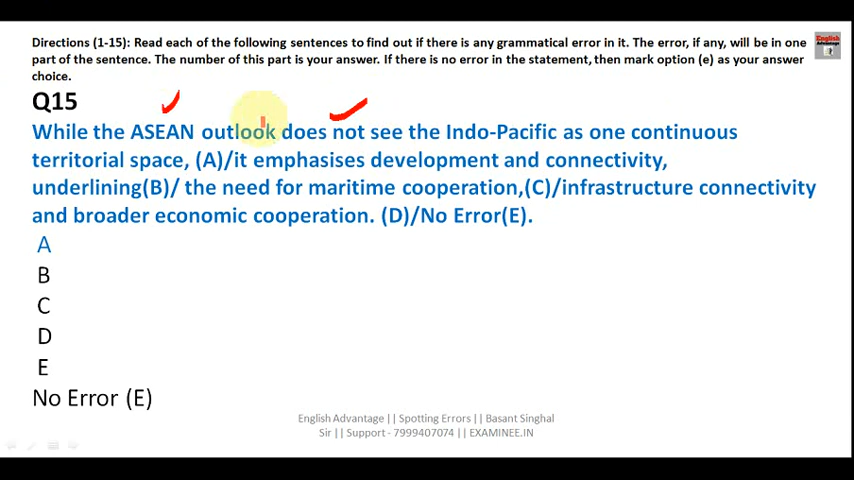 Directions (1-15): Read each of the following sentences to find out if there is any grammatical error in it. The error, if any, will be in one
part of the sentence. The number of this part is your answer. If there is no error in the statement, then mark option (e) as your answer
choice.
English
Advantage
Q15
While the ASEAN outlook does not see the Indo-Pacific as one continuous
territorial space, (A)/it emphasises development and connectivity,
underlining(B)/ the need for maritime cooperation,(C)/infrastructure connectivity
and broader economic cooperation. (D)/No Error(E).
A
B
C
D
E
No Error (E)
English Advantage || Spotting Errors || Basant Singhal
Sir || Support - 7999407074 || EXAMINEE.IN